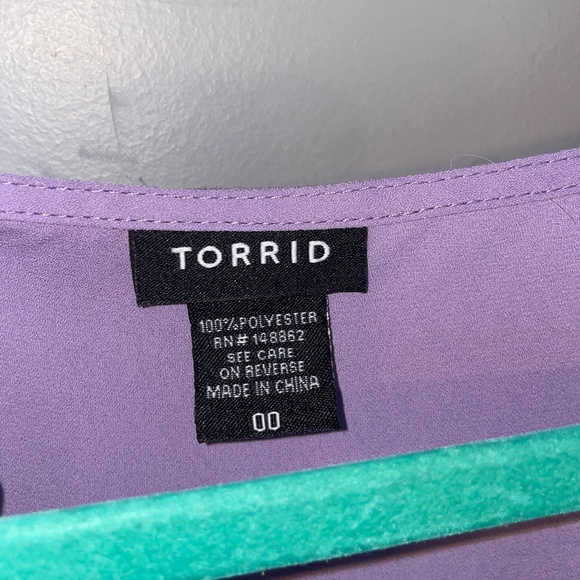 TORRID
100%POLYESTER
RN# 148862
SEE CARE
ON REVERSE
MADE IN CHINA
00